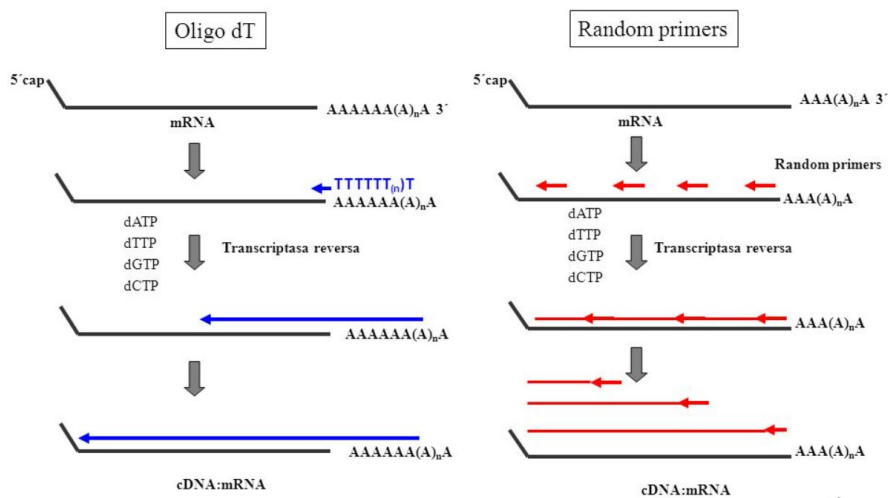 Oligo dT
5´cap
AAAAAA(A)nA 3´
mRNA
TTTTTT(n)T
AAAAAA(A)nA
dATP
dTTP
dGTP
dCTP
Transcriptasa reversa
AAAAAA(A)nA
AAAAAA(A)nA
cDNA:mRNA
Random primers
5´cap
AAA(A)nA 3´
mRNA
Random primers
AAA(A)nA
dATP
dTTP
dGTP
dCTP
Transcriptasa reversa
AAA(A)nA
AAA(A)nA
cDNA:mRNA